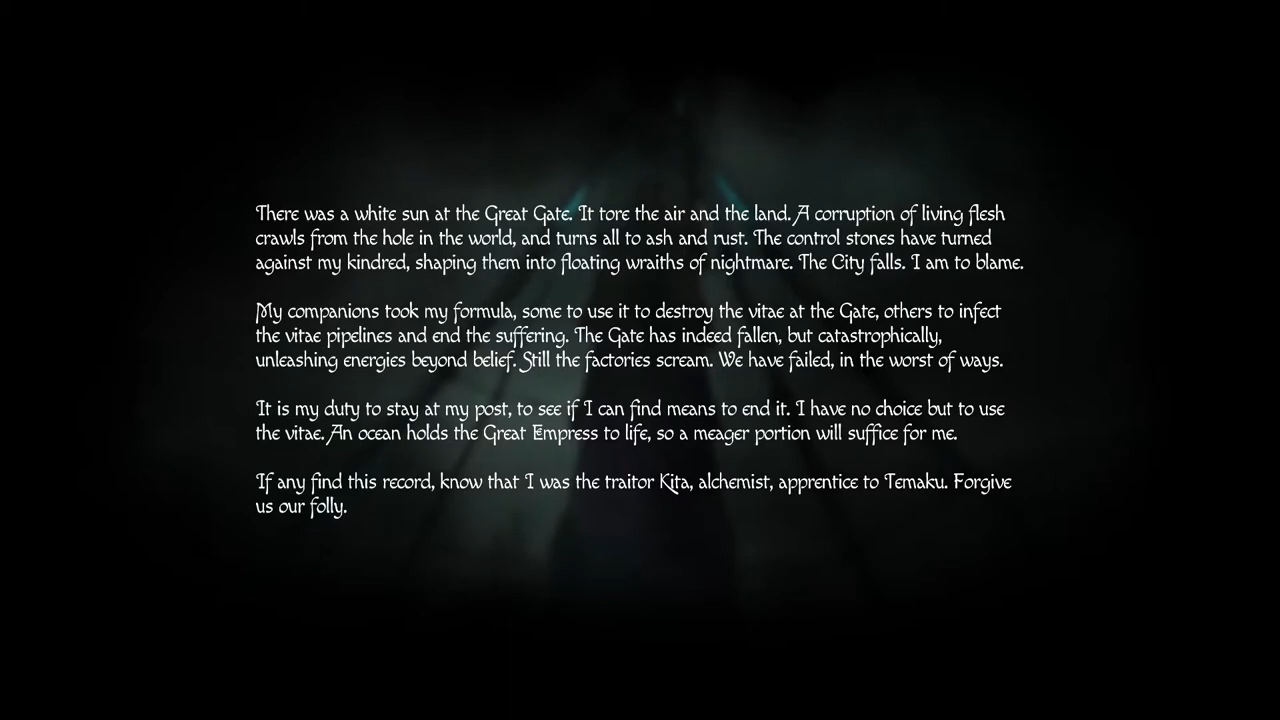 There was a white sun at the Great Gate. It tore the air and the land. A corruption of living flesh
crawls from the hole in the world, and turns all to ash and rust. The control stones have turned
against my kindred, shaping them into floating wraiths of nightmare. The City falls. I am to blame.
My companions took my formula, some to use it to destroy the vitae at the Gate, others to infect
the vitae pipelines and end the suffering. The Gate has indeed fallen, but catastrophically,
unleashing energies beyond belief. Still the factories scream. We have failed, in the worst of ways.
It is my duty to stay at my post, to see if I can find means to end it. I have no choice but to use
the vitae. An ocean holds the Great Empress to life, so a meager portion will suffice for me.
If any find this record, know that I was the traitor Kita, alchemist, apprentice to Temaku. Forgive
us our folly.